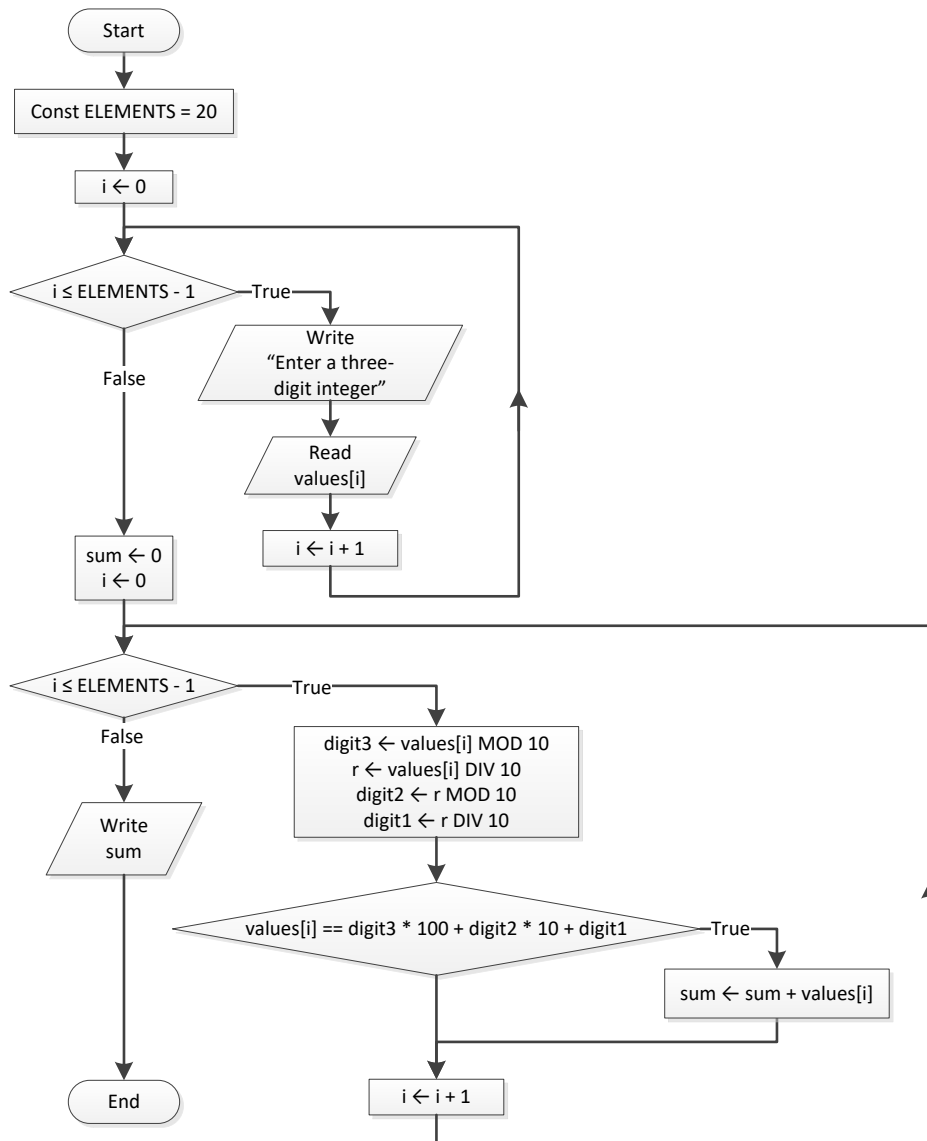 Start
Const ELEMENTS = 20
i ← 0
i ≤ ELEMENTS - 1
True
Write
“Enter a three-
digit integer”
False
Read
values[i]
i ← i + 1
sum ← 0
i ← 0
i ≤ ELEMENTS - 1
True
False
digit3 ← values[i] MOD 10
r ← values[i] DIV 10
digit2 ← r MOD 10
digit1 ← r DIV 10
Write
sum
values[i] == digit3 * 100 + digit2 * 10 + digit1
True
sum ← sum + values[i]
End
i ← i + 1